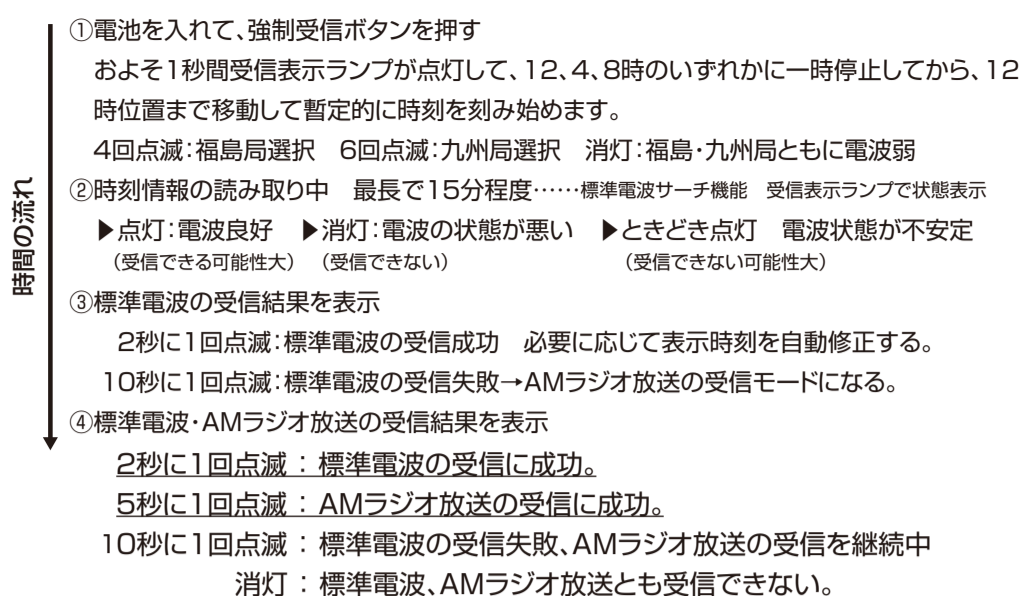 時間の流れ
①電池を入れて、強制受信ボタンを押す
およそ1秒間受信表示ランプが点灯して、12、4、8時のいずれかに一時停止してから、12
時位置まで移動して暫定的に時刻を刻み始めます。
4回点滅：福島局選択　6回点滅：九州局選択　消灯：福島・九州局ともに電波弱
②時刻情報の読み取り中　最長で15分程度……標準電波サーチ機能　受信表示ランプで状態表示
▶点灯：電波良好　▶消灯：電波の状態が悪い　▶ときどき点灯　電波状態が不安定
（受信できる可能性大）　（受信できない）　（受信できない可能性大）
③標準電波の受信結果を表示
2秒に1回点滅：標準電波の受信成功　必要に応じて表示時刻を自動修正する。
10秒に1回点滅：標準電波の受信失敗→AMラジオ放送の受信モードになる。
④標準電波・AMラジオ放送の受信結果を表示
2秒に1回点滅 ： 標準電波の受信に成功。
5秒に1回点滅 ： AMラジオ放送の受信に成功。
10秒に1回点滅 ： 標準電波の受信失敗、AMラジオ放送の受信を継続中
消灯 ： 標準電波、AMラジオ放送とも受信できない。